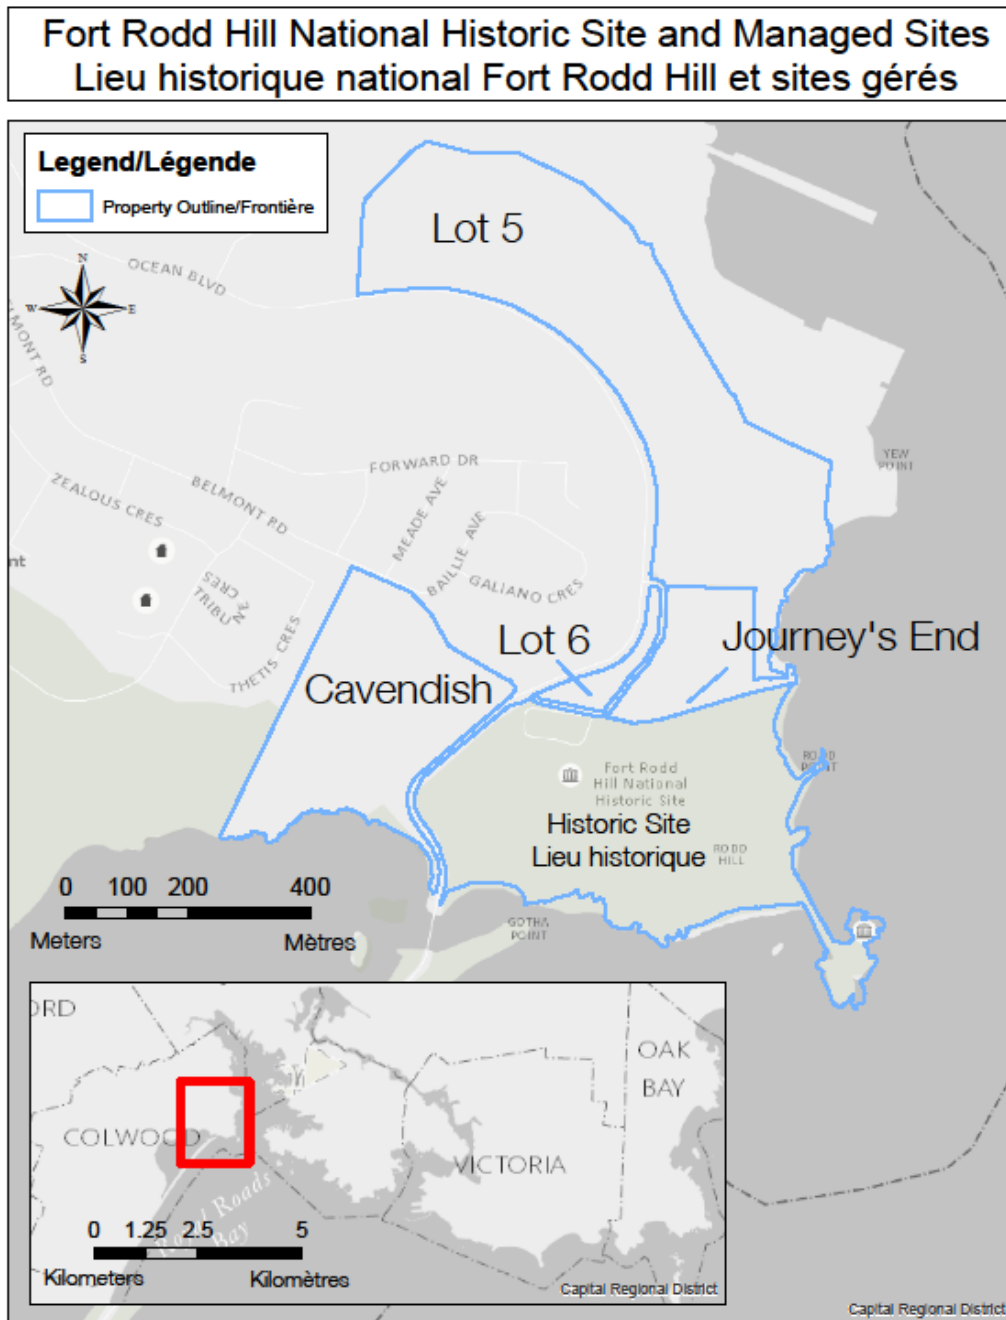 Fort Rodd Hill National Historic Site and Managed Sites
Lieu historique national Fort Rodd Hill et sites gérés
Legend/Légende
Property Outline/Frontière
N
W
E
S
OCEAN BLVD
Lot 5
YEW
POINT
FORWARD DR
ZEALOUS CRES
BELMONT RD
MEADE AVE
BAILLIE AVE
GALIANO CRES
THETIS CRES
Lot 6
Journey's End
Cavendish
RODD
POINT
Fort Rodd
Hill National
Historic Site
Historic Site
Lieu historique
RODD
HILL
GOTHA
POINT
0 100 200 400
Meters Mètres
COLWOOD
VICTORIA
OAK
BAY
Royal Roads
Bay
0 1.25 2.5 5
Kilometers Kilomètres
Capital Regional District
Capital Regional District